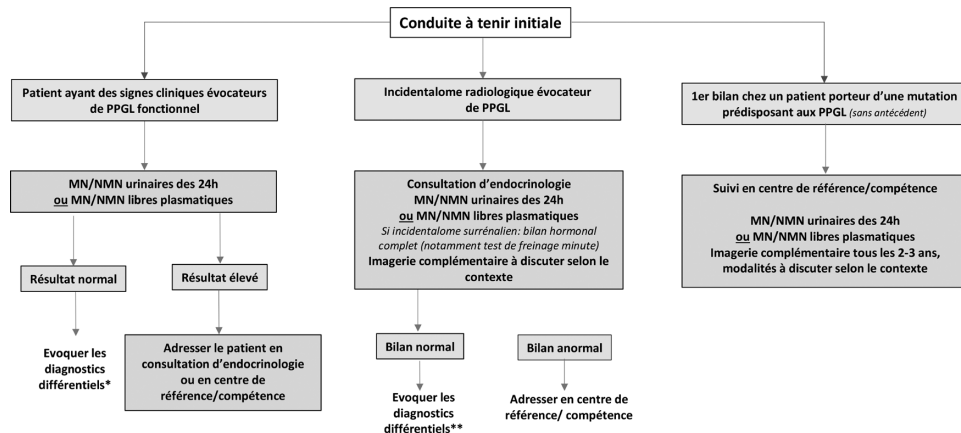 Conduite à tenir initiale
Patient ayant des signes cliniques évocateurs
de PPGL fonctionnel
MN/NMN urinaires des 24h
ou MN/NMN libres plasmatiques
Résultat normal
Résultat élevé
Evoquer les
diagnostics
différentiels*
Adresser le patient en
consultation d'endocrinologie
ou en centre de
référence/compétence
Incidentalome radiologique évocateur
de PPGL
Consultation d'endocrinologie
MN/NMN urinaires des 24h
ou MN/NMN libres plasmatiques
Si incidentalome surrénalien: bilan hormonal
complet (notamment test de freinage minute)
Imagerie complémentaire à discuter selon le
contexte
Bilan normal
Bilan anormal
Evoquer les
diagnostics
différentiels**
Adresser en centre de
référence/ compétence
1er bilan chez un patient porteur d'une mutation
prédisposant aux PPGL (sans antécédent)
Suivi en centre de référence/compétence
MN/NMN urinaires des 24h
ou MN/NMN libres plasmatiques
Imagerie complémentaire tous les 2-3 ans,
modalités à discuter selon le contexte